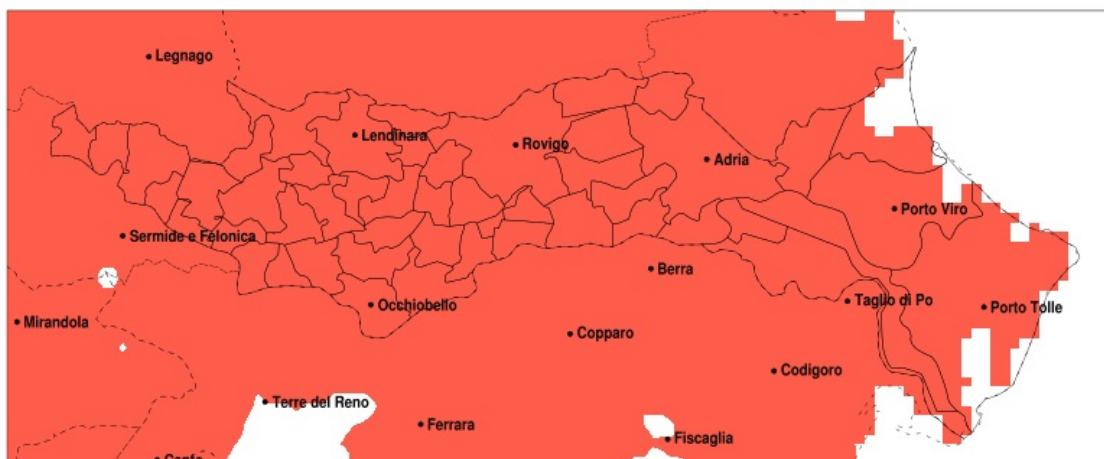 Legnago
Lendinara
Rovigo
Adria
Porto Viro
Sermide e Felonica
Berra
Occhiobello
Taglio di Po
Porto Tolle
Mirandola
Copparo
Codigoro
Terre del Reno
Ferrara
Fiscaglia